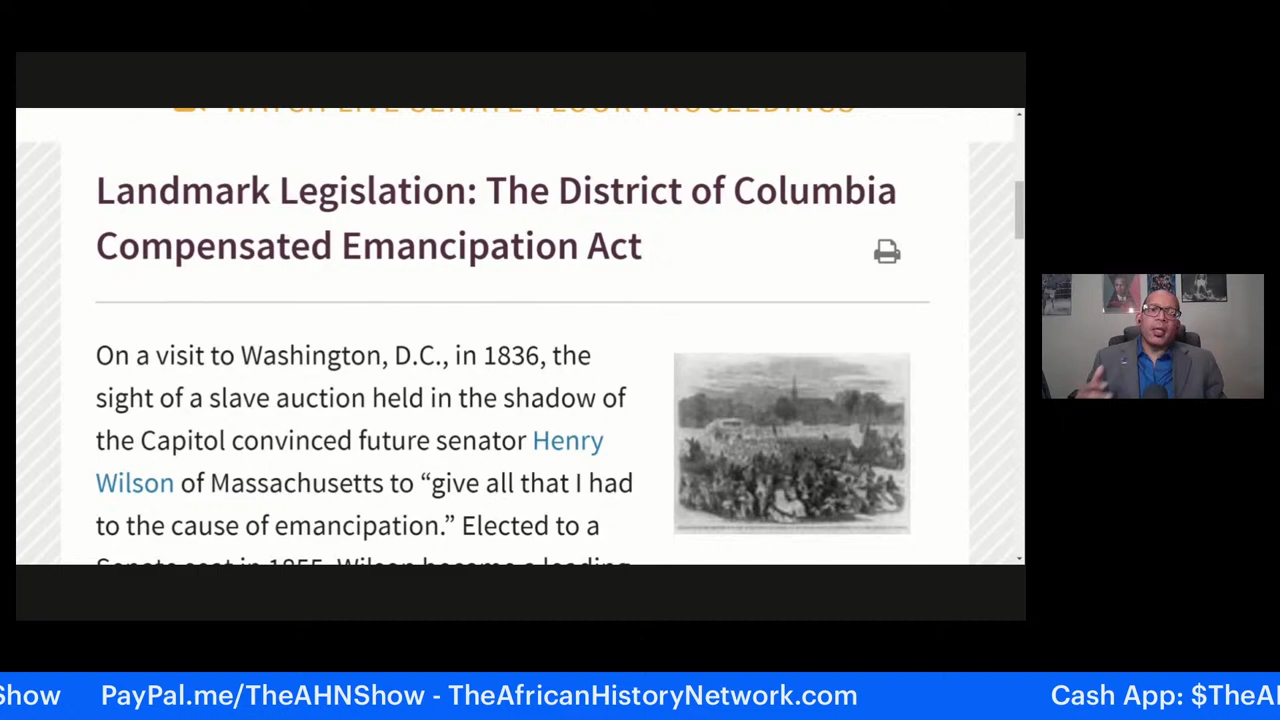 WATCH LIVE SENATE FLOOR PROCEEDINGS
Landmark Legislation: The District of Columbia
Compensated Emancipation Act
On a visit to Washington, D.C., in 1836, the
sight of a slave auction held in the shadow of
the Capitol convinced future senator Henry
Wilson of Massachusetts to “give all that I had
to the cause of emancipation.” Elected to a
Senate seat in 1855, Wilson became a leading
Show PayPal.me/TheAHNShow - TheAfricanHistoryNetwork.com Cash App: $TheA